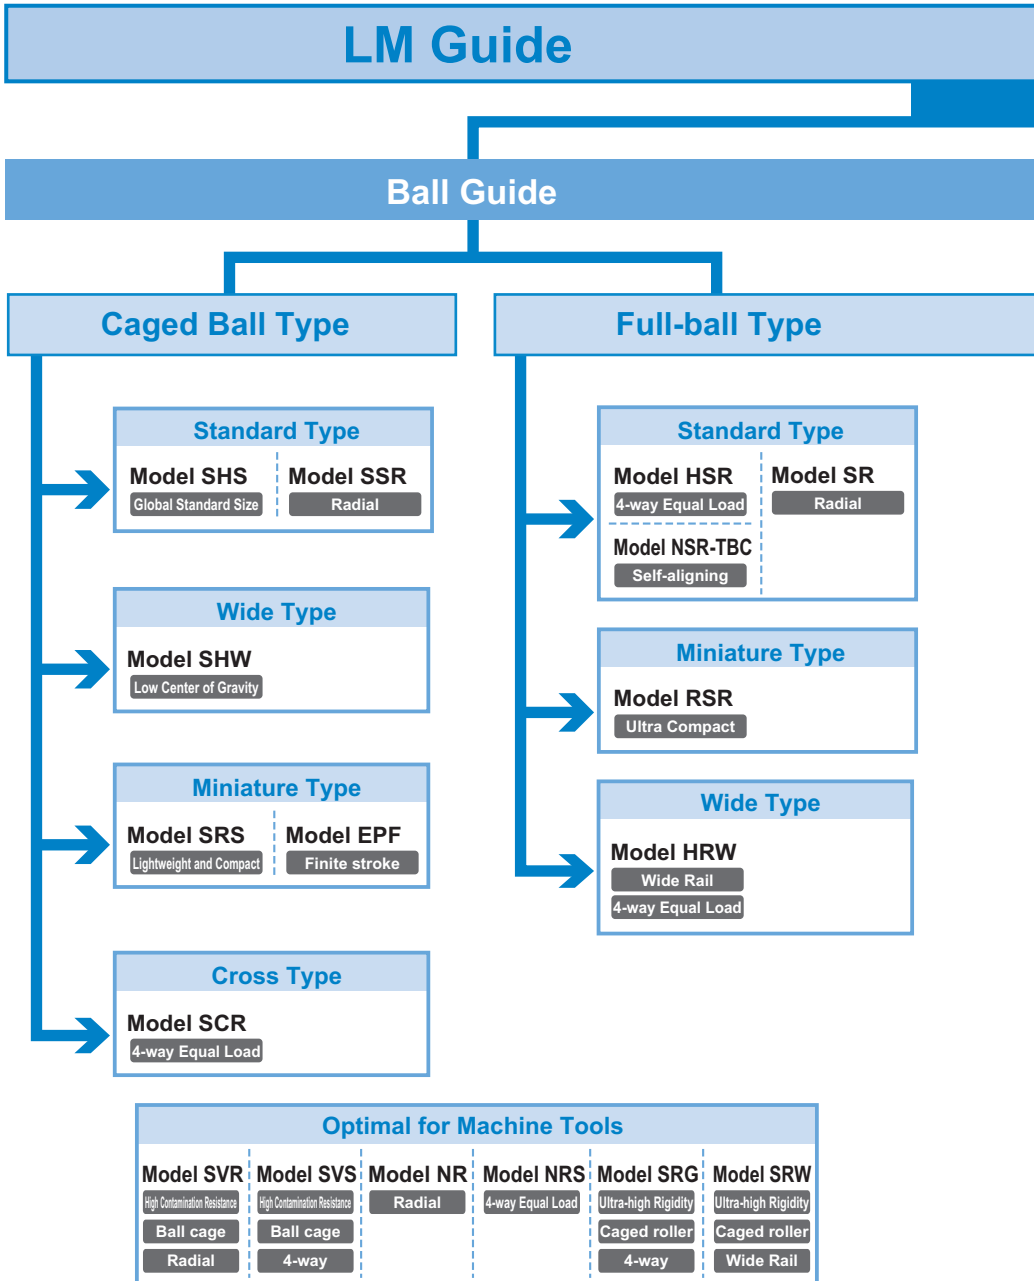 LM Guide
Ball Guide
Caged Ball Type
Standard Type
Model SHS
Global Standard Size
Model SSR
Radial
Wide Type
Model SHW
Low Center of Gravity
Miniature Type
Model SRS
Lightweight and Compact
Model EPF
Finite stroke
Cross Type
Model SCR
4-way Equal Load
Full-ball Type
Standard Type
Model HSR
4-way Equal Load
Model NSR-TBC
Self-aligning
Model SR
Radial
Miniature Type
Model RSR
Ultra Compact
Wide Type
Model HRW
Wide Rail
4-way Equal Load
Optimal for Machine Tools
Model SVR
High Contamination Resistance
Ball cage
Radial
Model SVS
High Contamination Resistance
Ball cage
4-way
Model NR
Radial
Model NRS
4-way Equal Load
Model SRG
Ultra-high Rigidity
Caged roller
4-way
Model SRW
Ultra-high Rigidity
Caged roller
Wide Rail